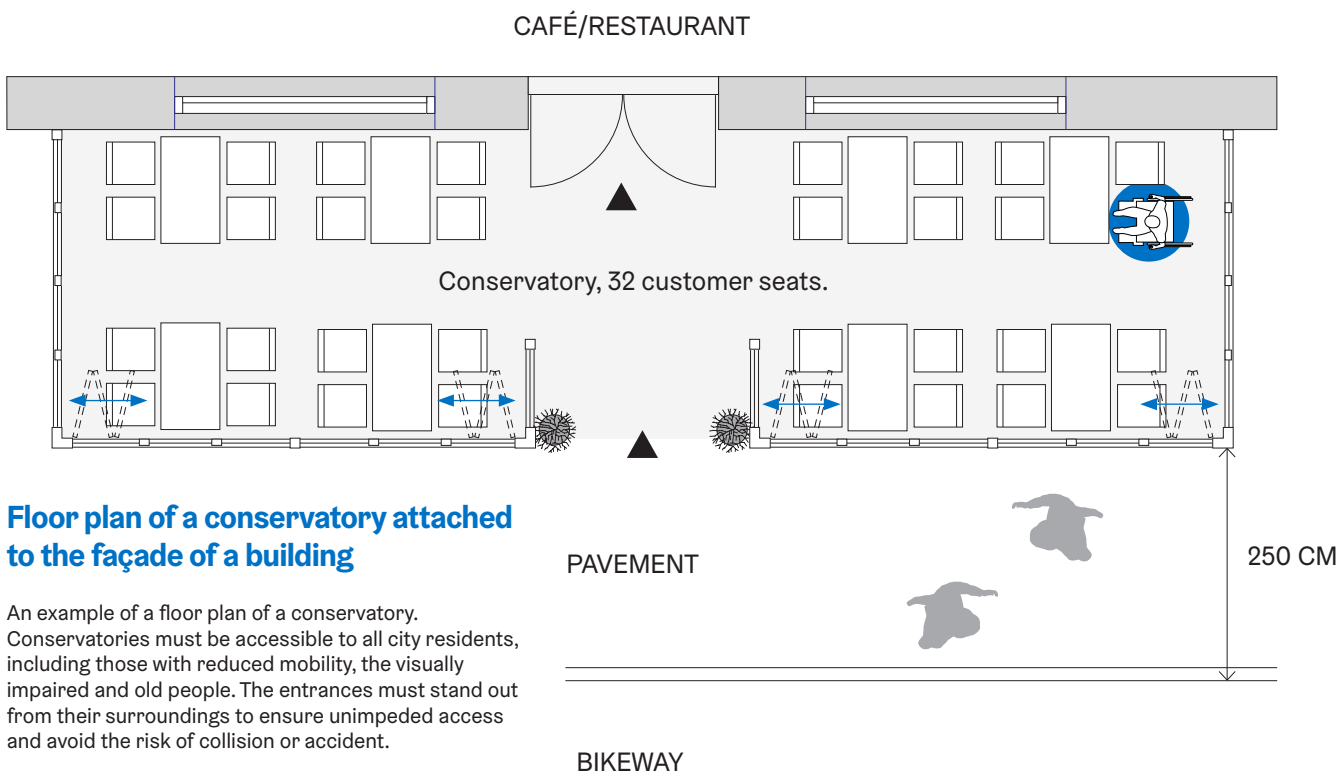 CAFÉ/RESTAURANT
Conservatory, 32 customer seats.
Floor plan of a conservatory attached
to the façade of a building
An example of a floor plan of a conservatory.
Conservatories must be accessible to all city residents,
including those with reduced mobility, the visually
impaired and old people. The entrances must stand out
from their surroundings to ensure unimpeded access
and avoid the risk of collision or accident.
PAVEMENT
250 CM
BIKEWAY